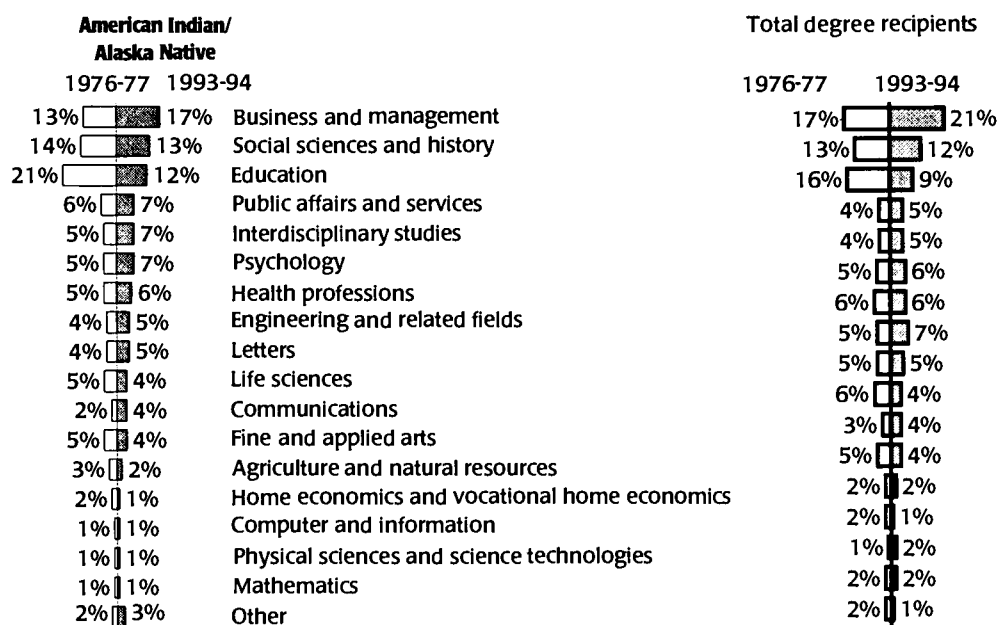 American Indian/ Total degree recipients
Alaska Native
1976-77 1993-94 1976-77 1993-94
13% 17% Business and management 17% 21%
14% 13% Social sciences and history 13% 12%
21% 12% Education 16% 9%
6% 7% Public affairs and services 4% 5%
5% 7% Interdisciplinary studies 4% 5%
5% 7% Psychology 5% 6%
5% 6% Health professions 6% 6%
4% 5% Engineering and related fields 5% 7%
4% 5% Letters 5% 5%
5% 4% Life sciences 6% 4%
2% 4% Communications 3% 4%
5% 4% Fine and applied arts 5% 4%
3% 2% Agriculture and natural resources 2% 2%
2% 1% Home economics and vocational home economics 2% 1%
1% 1% Computer and information 1% 2%
1% 1% Physical sciences and science technologies 2% 2%
1% 1% Mathematics 2% 1%
2% 3% Other